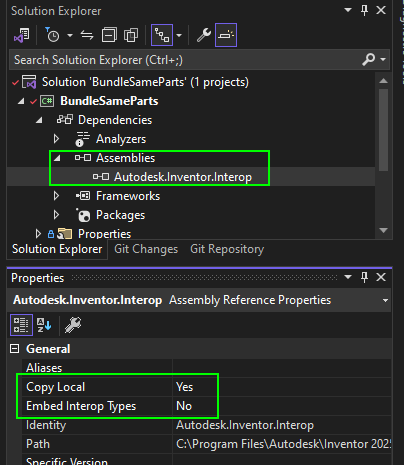 Solution Explorer
Search Solution Explorer (Ctrl+;)
Solution 'BundleSameParts' (1 projects)
C# BundleSameParts
Dependencies
Analyzers
Assemblies
Autodesk.Inventor.Interop
Frameworks
Packages
Properties
Solution Explorer Git Changes Git Repository
Properties
Autodesk.Inventor.Interop Assembly Reference Properties
General
Aliases
Copy Local Yes
Embed Interop Types No
Identity Autodesk.Inventor.Interop
Path C:\Program Files\Autodesk\Inventor 2025
Specific Version